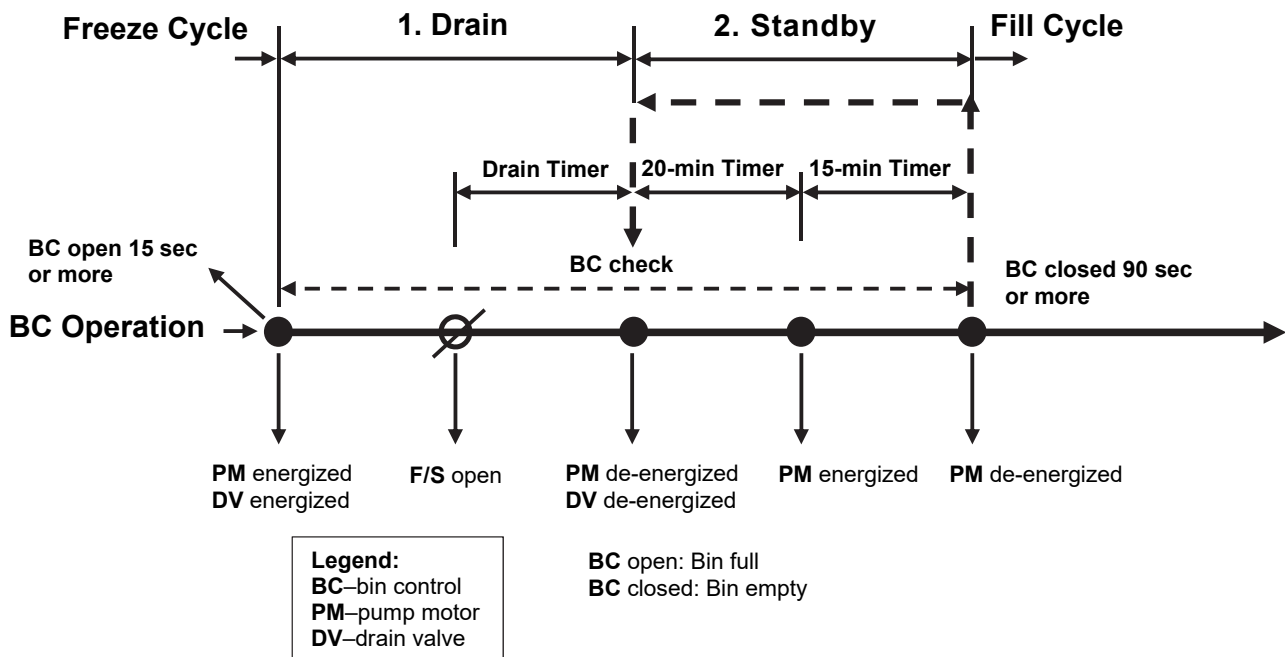 Freeze Cycle
1. Drain
2. Standby
Fill Cycle
Drain Timer
20-min Timer
15-min Timer
BC open 15 sec
or more
BC check
BC closed 90 sec
or more
BC Operation
PM energized
DV energized
F/S open
PM de-energized
DV de-energized
PM energized
PM de-energized
Legend:
BC–bin control
PM–pump motor
DV–drain valve
BC open: Bin full
BC closed: Bin empty